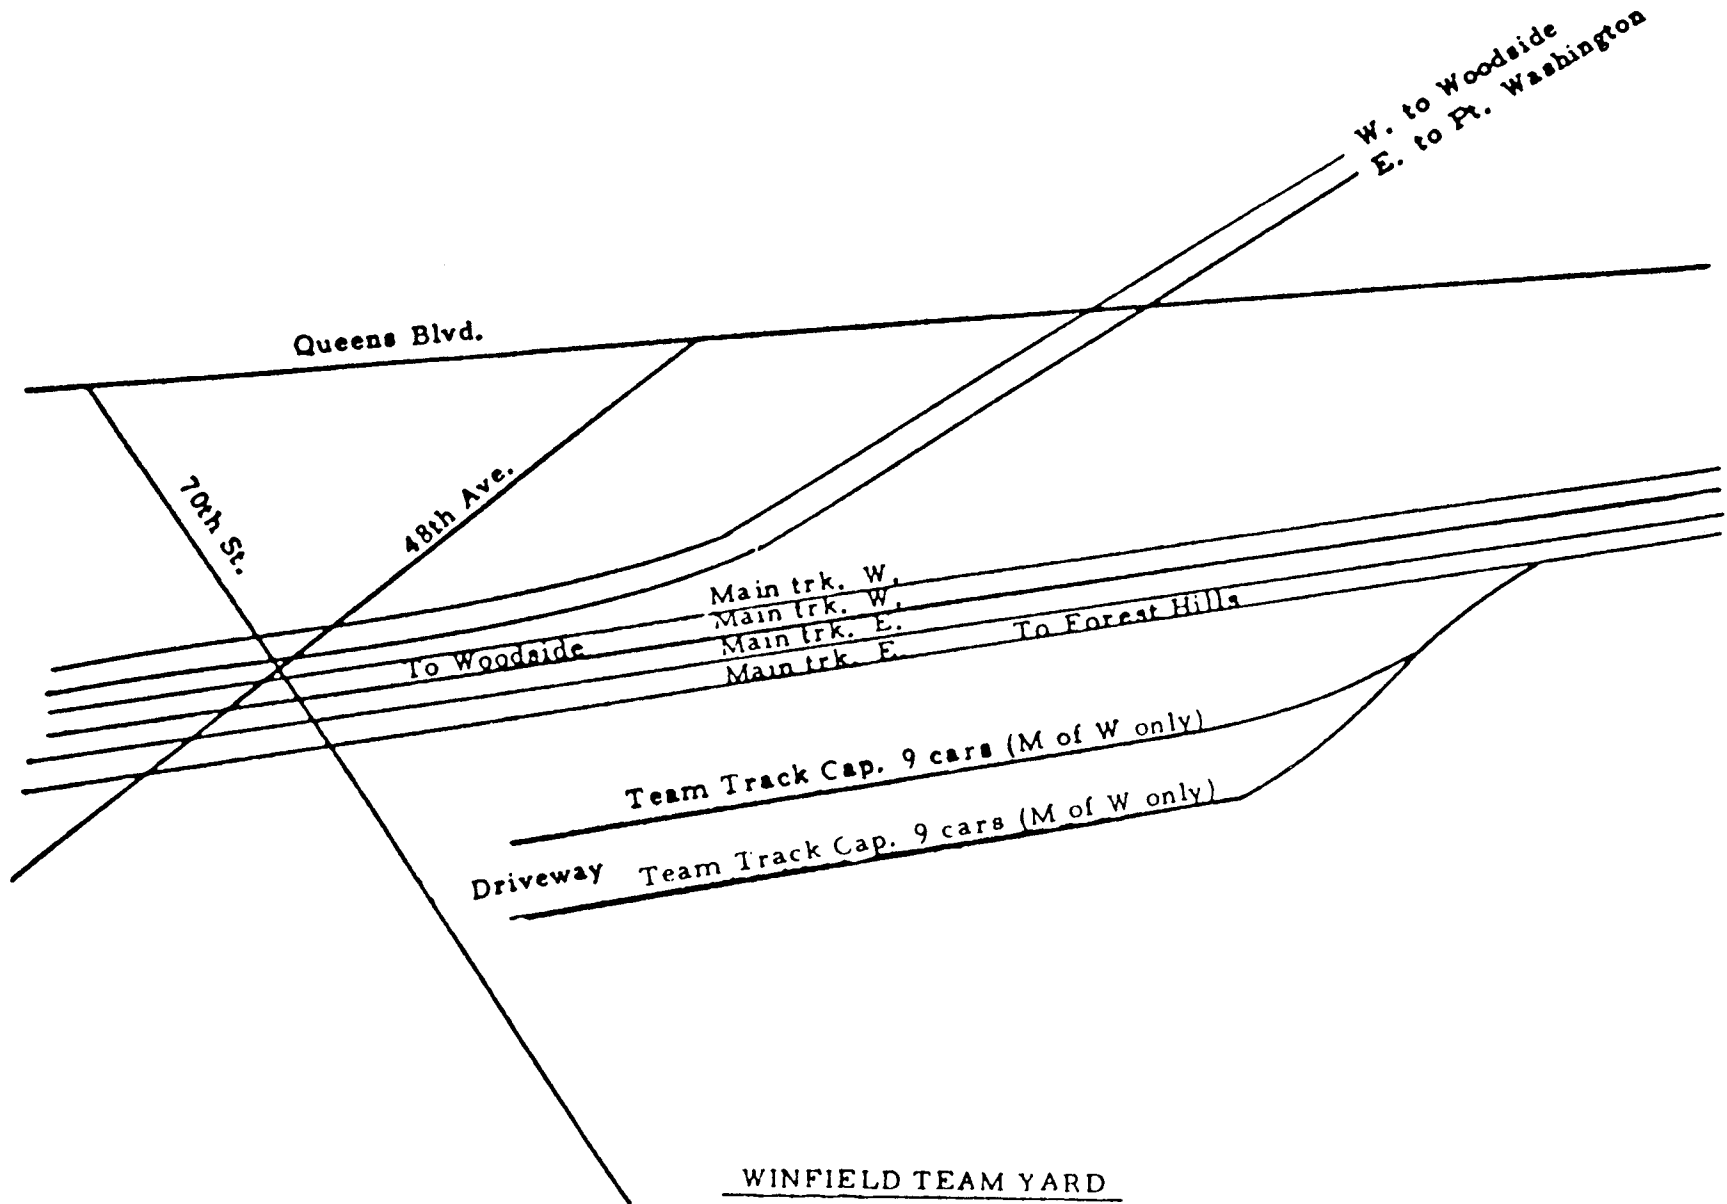 W. to Woodside
E. to Pt. Washington
Queens Blvd.
70th St.
48th Ave.
Main trk. W.
Main trk. W.
Main trk. E.
Main trk. E.
To Woodside
To Forest Hills
Team Track Cap. 9 cars (M of W only)
Driveway
Team Track Cap. 9 cars (M of W only)
WINFIELD TEAM YARD